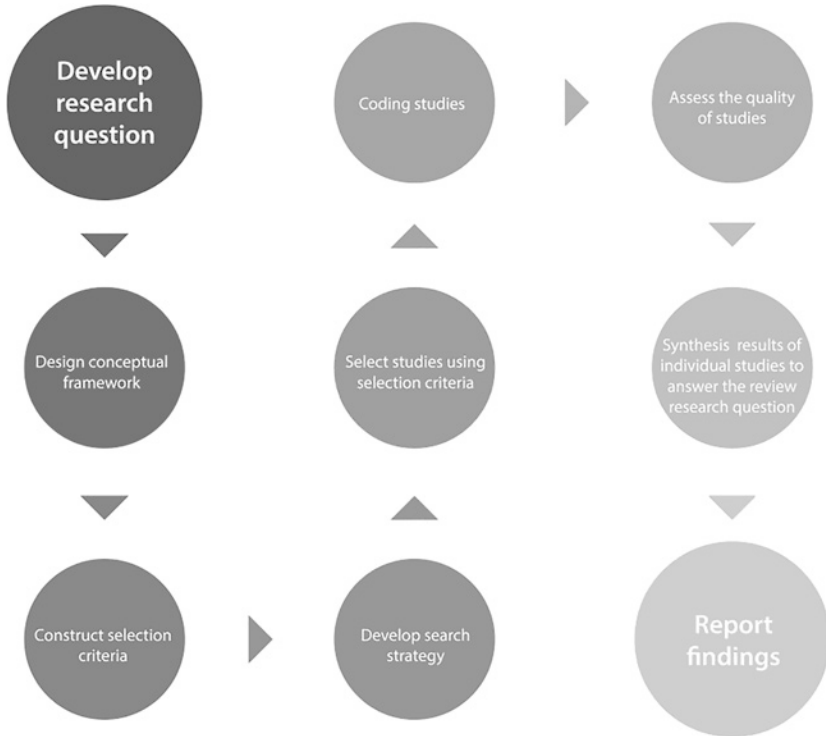 Develop
research
question
Design conceptual
framework
Construct selection
criteria
Develop search
strategy
Select studies using
selection criteria
Coding studies
Assess the quality
of studies
Synthesis results of
individual studies to
answer the review
research question
Report
findings